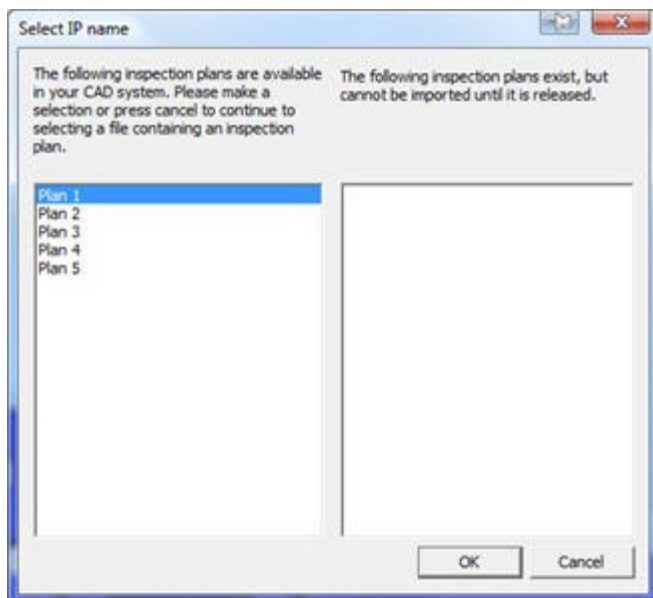 Select IP name
The following inspection plans are available
in your CAD system. Please make a
selection or press cancel to continue to
selecting a file containing an inspection
plan.
The following inspection plans exist, but
cannot be imported until it is released.
Plan 1
Plan 2
Plan 3
Plan 4
Plan 5
OK
Cancel